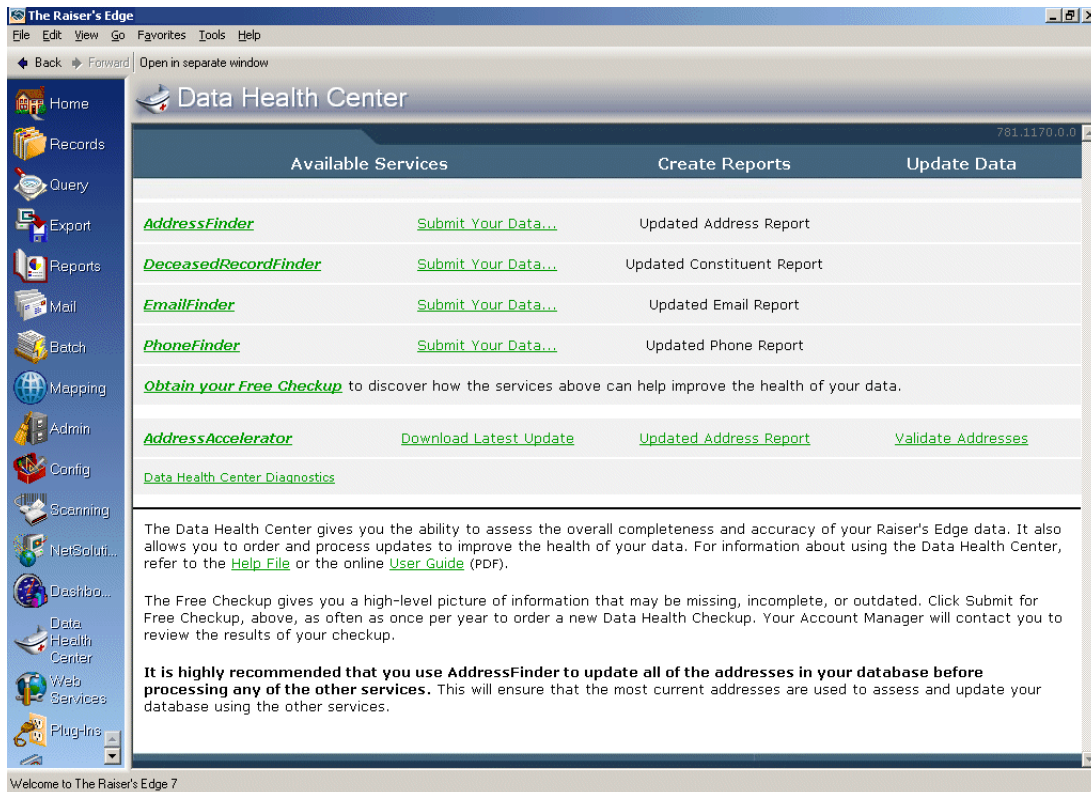 The Raiser's Edge
File Edit View Go Favorites Tools Help
Back Forward Open in separate window
Data Health Center
781.1170.0.0
Home
Records
Query
Export
Reports
Mail
Batch
Mapping
Admin
Config
Scanning
NetSoluti...
Dashbo...
Data
Health
Center
Web
Services
Plug-Ins
Available Services Create Reports Update Data
AddressFinder Submit Your Data... Updated Address Report
DeceasedRecordFinder Submit Your Data... Updated Constituent Report
EmailFinder Submit Your Data... Updated Email Report
PhoneFinder Submit Your Data... Updated Phone Report
Obtain your Free Checkup to discover how the services above can help improve the health of your data.
AddressAccelerator Download Latest Update Updated Address Report Validate Addresses
Data Health Center Diagnostics
The Data Health Center gives you the ability to assess the overall completeness and accuracy of your Raiser's Edge data. It also
allows you to order and process updates to improve the health of your data. For information about using the Data Health Center,
refer to the Help File or the online User Guide (PDF).
The Free Checkup gives you a high-level picture of information that may be missing, incomplete, or outdated. Click Submit for
Free Checkup, above, as often as once per year to order a new Data Health Checkup. Your Account Manager will contact you to
review the results of your checkup.
It is highly recommended that you use AddressFinder to update all of the addresses in your database before
processing any of the other services. This will ensure that the most current addresses are used to assess and update your
database using the other services.
Welcome to The Raiser's Edge 7